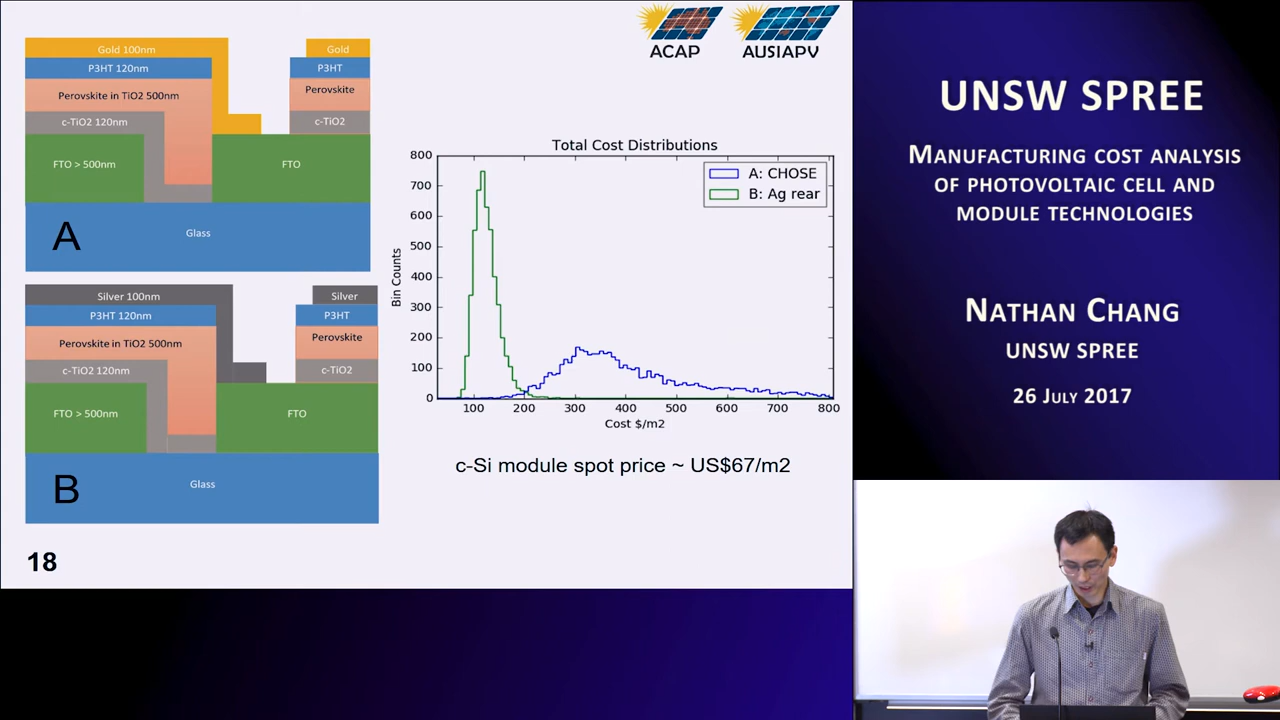 ACAP
AUSIAPV
Gold 100nm
Gold
P3HT 120nm
P3HT
Perovskite in TiO2 500nm
Perovskite
c-TiO2 120nm
c-TiO2
FTO > 500nm
FTO
A
Glass
Silver 100nm
Silver
P3HT 120nm
P3HT
Perovskite in TiO2 500nm
Perovskite
c-TiO2 120nm
c-TiO2
FTO > 500nm
FTO
B
Glass
Total Cost Distributions
A: CHOSE
B: Ag rear
Bin Counts
800
700
600
500
400
300
200
100
0
100 200 300 400 500 600 700 800
Cost $/m2
c-Si module spot price ~ US$67/m2
18
UNSW SPREE
MANUFACTURING COST ANALYSIS
OF PHOTOVOLTAIC CELL AND
MODULE TECHNOLOGIES
NATHAN CHANG
UNSW SPREE
26 JULY 2017